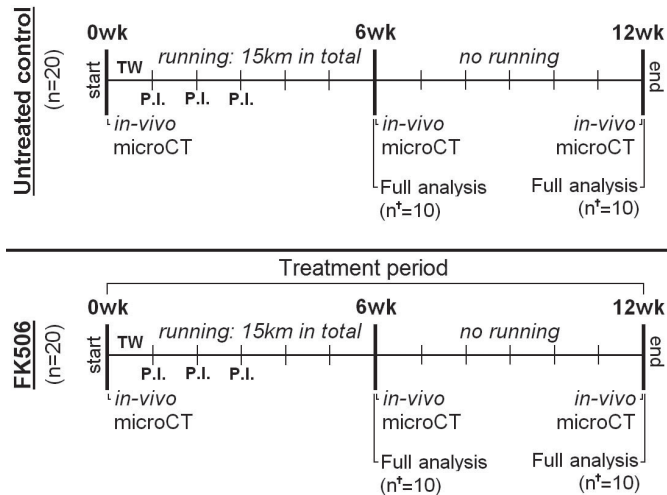 Untreated control
(n=20)
0wk
6wk
12wk
start
TW
running: 15km in total
no running
end
P.I.
P.I.
P.I.
in-vivo
microCT
in-vivo
microCT
in-vivo
microCT
Full analysis
(n†=10)
Full analysis
(n†=10)
Treatment period
FK506
(n=20)
0wk
6wk
12wk
start
TW
running: 15km in total
no running
end
P.I.
P.I.
P.I.
in-vivo
microCT
in-vivo
microCT
in-vivo
microCT
Full analysis
(n†=10)
Full analysis
(n†=10)